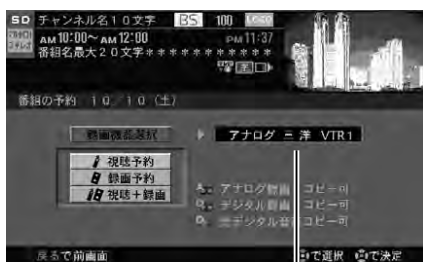 SD チャンネル名10文字 BS 100 LOGO
AM10:00~AM12:00 PM11:37
番組名最大20文字**********
番組の予約 10/10(土)
録画機器選択 アナログ 三洋 VTR1
視聴予約
録画予約
視聴+録画
アナログ録画 コピー可
デジタル録画 コピー可
光デジタル音声 コピー可
戻るで前画面 で選択 で決定